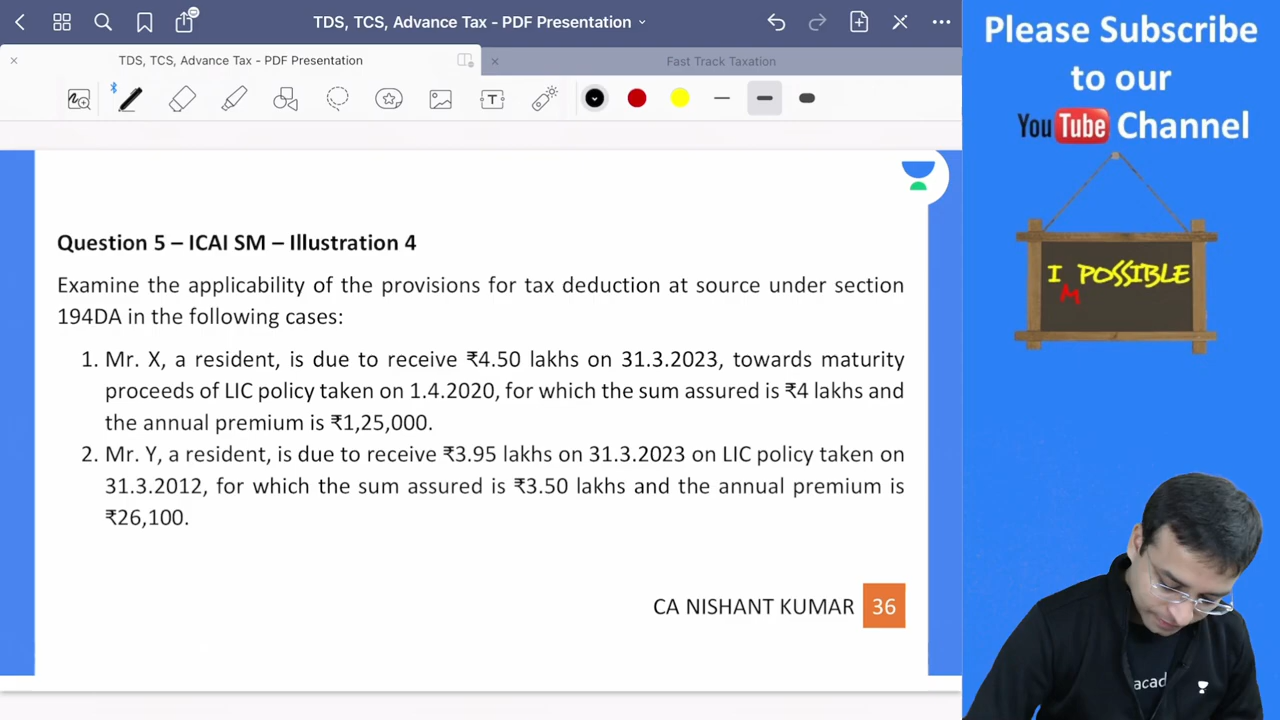 TDS, TCS, Advance Tax - PDF Presentation
TDS, TCS, Advance Tax - PDF Presentation
Fast Track Taxation
Question 5 – ICAI SM – Illustration 4
Examine the applicability of the provisions for tax deduction at source under section
194DA in the following cases:
1. Mr. X, a resident, is due to receive ₹4.50 lakhs on 31.3.2023, towards maturity
proceeds of LIC policy taken on 1.4.2020, for which the sum assured is ₹4 lakhs and
the annual premium is ₹1,25,000.
2. Mr. Y, a resident, is due to receive ₹3.95 lakhs on 31.3.2023 on LIC policy taken on
31.3.2012, for which the sum assured is ₹3.50 lakhs and the annual premium is
₹26,100.
CA NISHANT KUMAR 36
Please Subscribe
to our
YouTube Channel
I POSSIBLE
M
acad